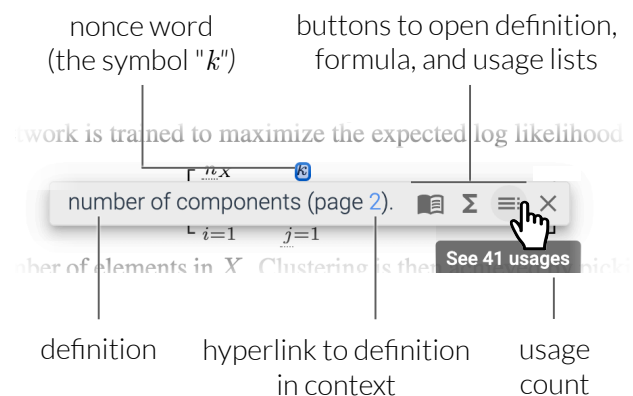 nonce word
(the symbol "k")
buttons to open definition,
formula, and usage lists
work is trained to maximize the expected log likelihood
n X k
number of components (page 2). Σ
i=1 j=1
See 41 usages
ber of elements in X. Clustering is then
definition
hyperlink to definition
in context
usage
count